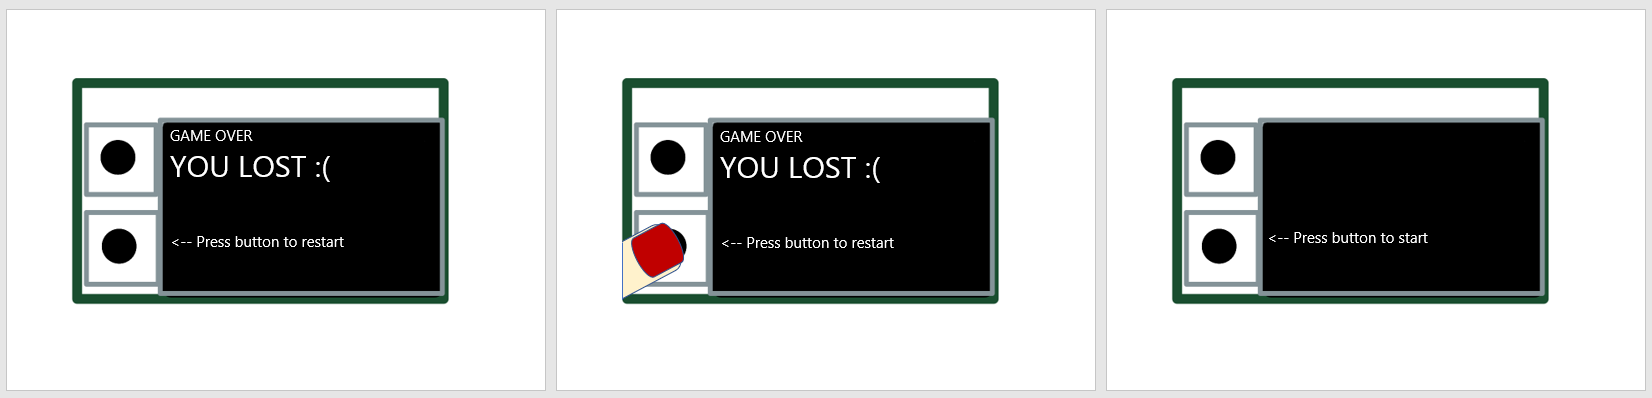 GAME OVER
YOU LOST :(
<-- Press button to restart
GAME OVER
YOU LOST :(
<-- Press button to restart
<-- Press button to start